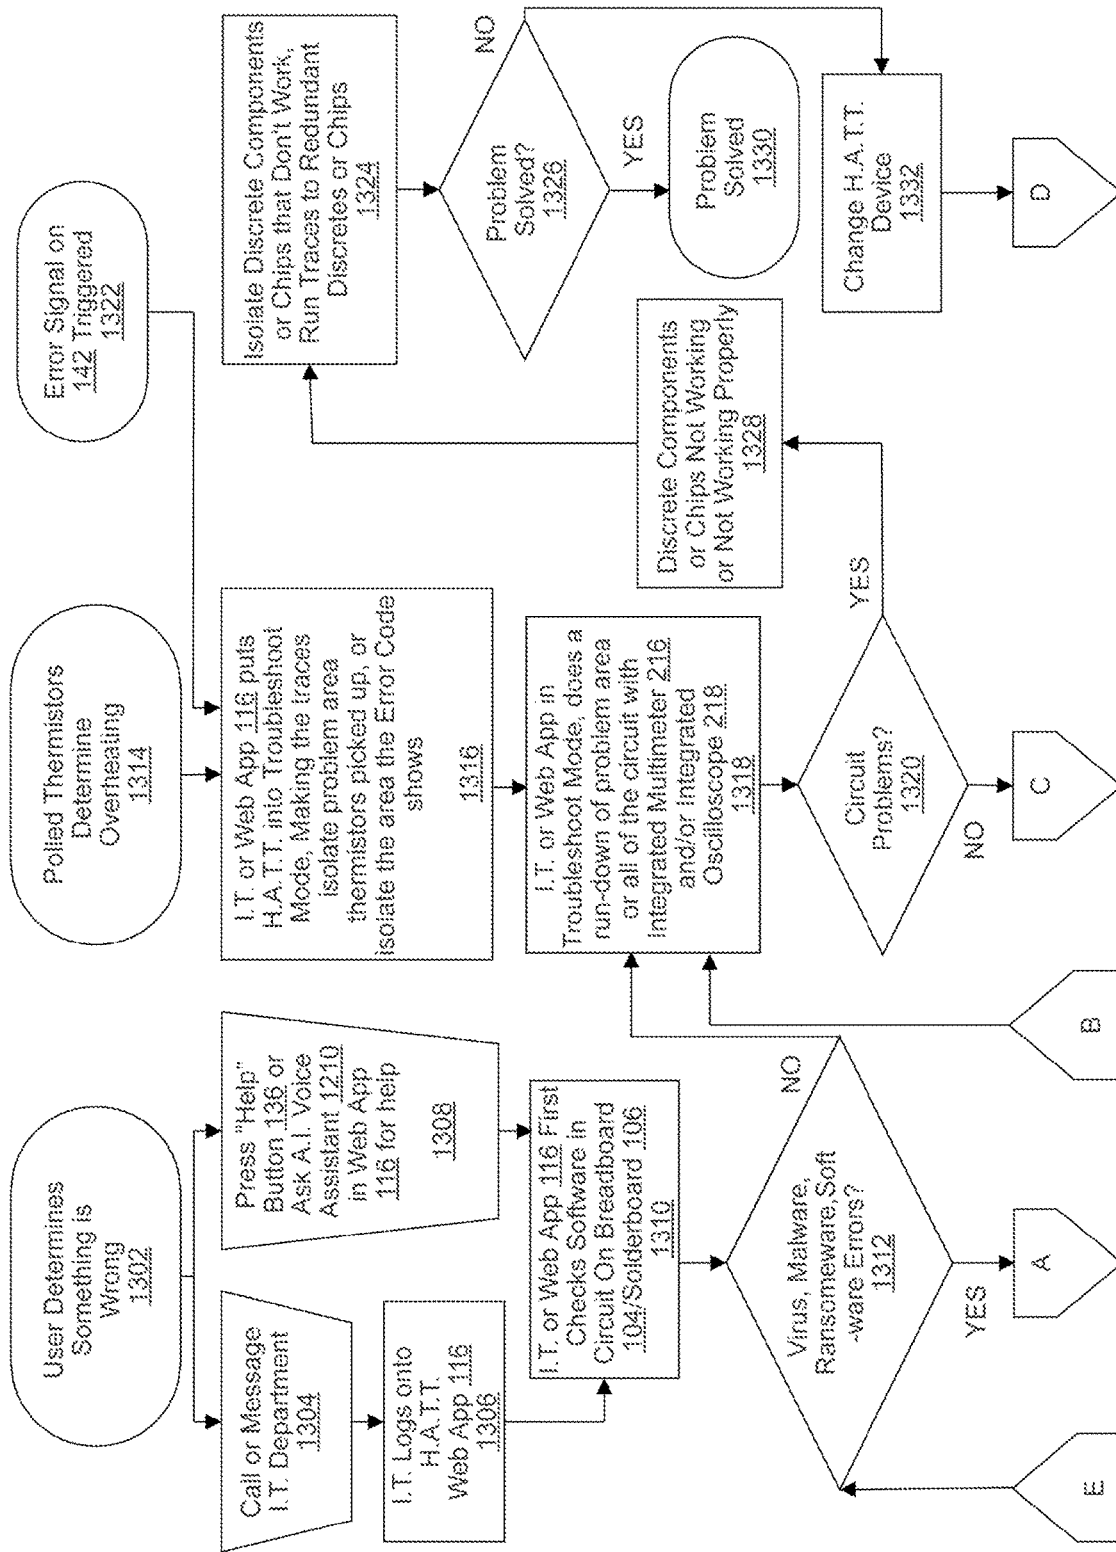 User Determines
Something is
Wrong
1302
Call or Message
I.T. Department
1304
I.T. Logs onto
H.A.T.T.
Web App 116
1306
Press "Help"
Button 136 or
Ask A.I. Voice
Assistant 1210
in Web App
116 for help
1308
I.T. or Web App 116 First
Checks Software in
Circuit On Breadboard
104/Solderboard 106
1310
Virus, Malware,
Ransomeware,Soft
-ware Errors?
1312
NO
YES
E
A
B
Polled Thermistors
Determine
Overheating
1314
I.T. or Web App 116 puts
H.A.T.T. into Troubleshoot
Mode, Making the traces
isolate problem area
thermistors picked up, or
isolate the area the Error Code
shows
1316
I.T. or Web App in
Troubleshoot Mode, does a
run-down of problem area
or all of the circuit with
Integrated Multimeter 216
and/or Integrated
Oscilloscope 218
1318
Circuit
Problems?
1320
NO
YES
C
Error Signal on
142 Triggered
1322
Discrete Components
or Chips Not Working
or Not Working Properly
1328
Isolate Discrete Components
or Chips that Don't Work,
Run Traces to Redundant
Discretes or Chips
1324
Problem
Solved?
1326
NO
YES
Problem
Solved
1330
Change H.A.T.T.
Device
1332
D